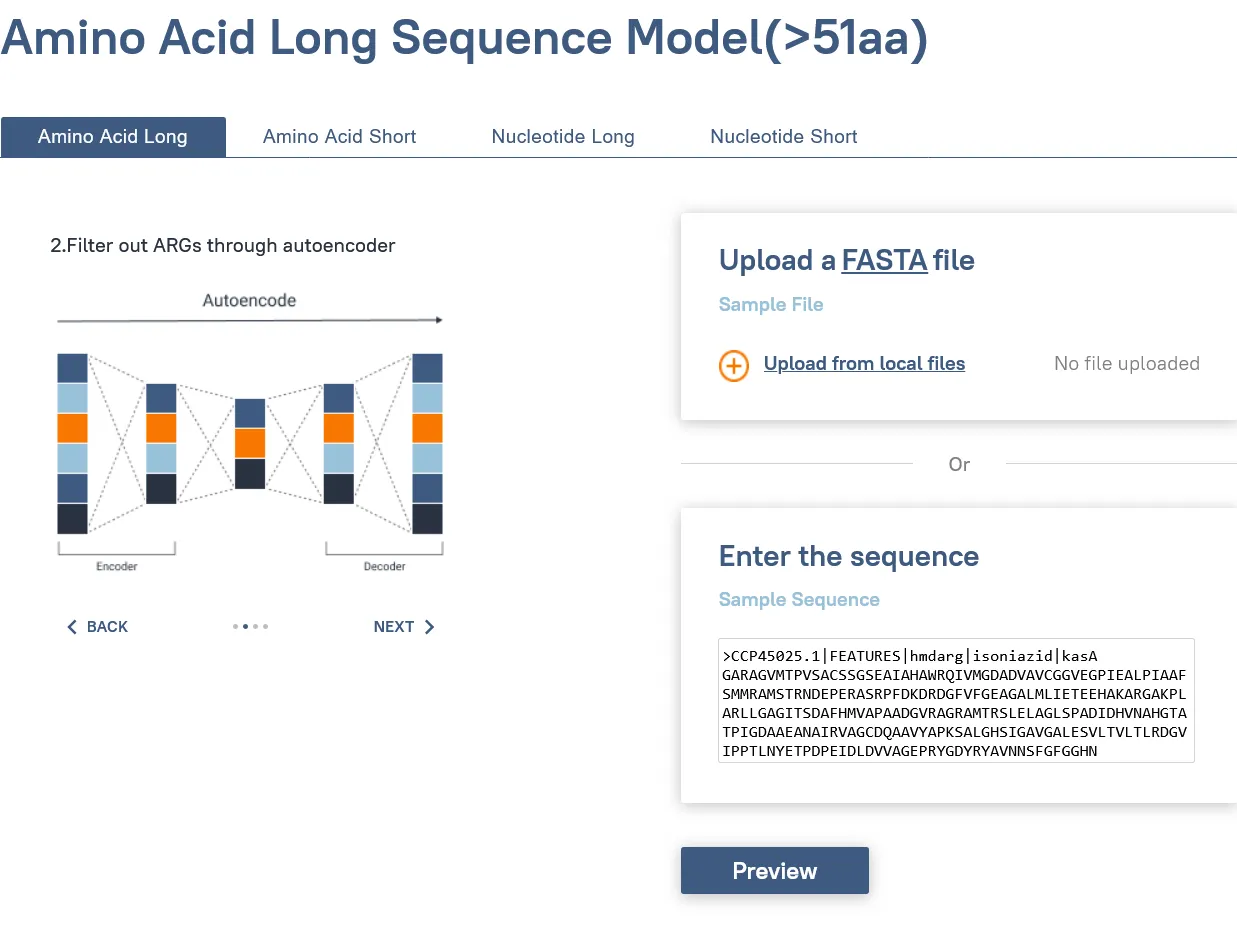 Amino Acid Long Sequence Model(>51aa)
Amino Acid Long
Amino Acid Short
Nucleotide Long
Nucleotide Short
2.Filter out ARGs through autoencoder
Autoencode
Encoder
Decoder
BACK
NEXT
Upload a FASTA file
Sample File
Upload from local files
No file uploaded
Or
Enter the sequence
Sample Sequence
>CCP45025.1|FEATURES|hmdarg|isoniazid|kasA
GARAGVMTPVSACSSGSEAIAHAWRQIVMGDADVAVCGGVEGPIEALPIAAF
SMMRAMSTRNDEPERASRPFDKDRDGFVFGEAGALMLIETEEHAKARGAKPL
ARLLGAGITSDAFHMVAPAADGVRAGRAMTRSLELAGLSPADIDHVNAHGTA
TPIGDAAEANAIRVAGCDQAAVYAPKSALGHSIGAVGALESVLTVLTLRDGV
IPPTLNYETPDPEIDLDVVAGEPRYGDYRYAVNNSFGFGGHN
Preview